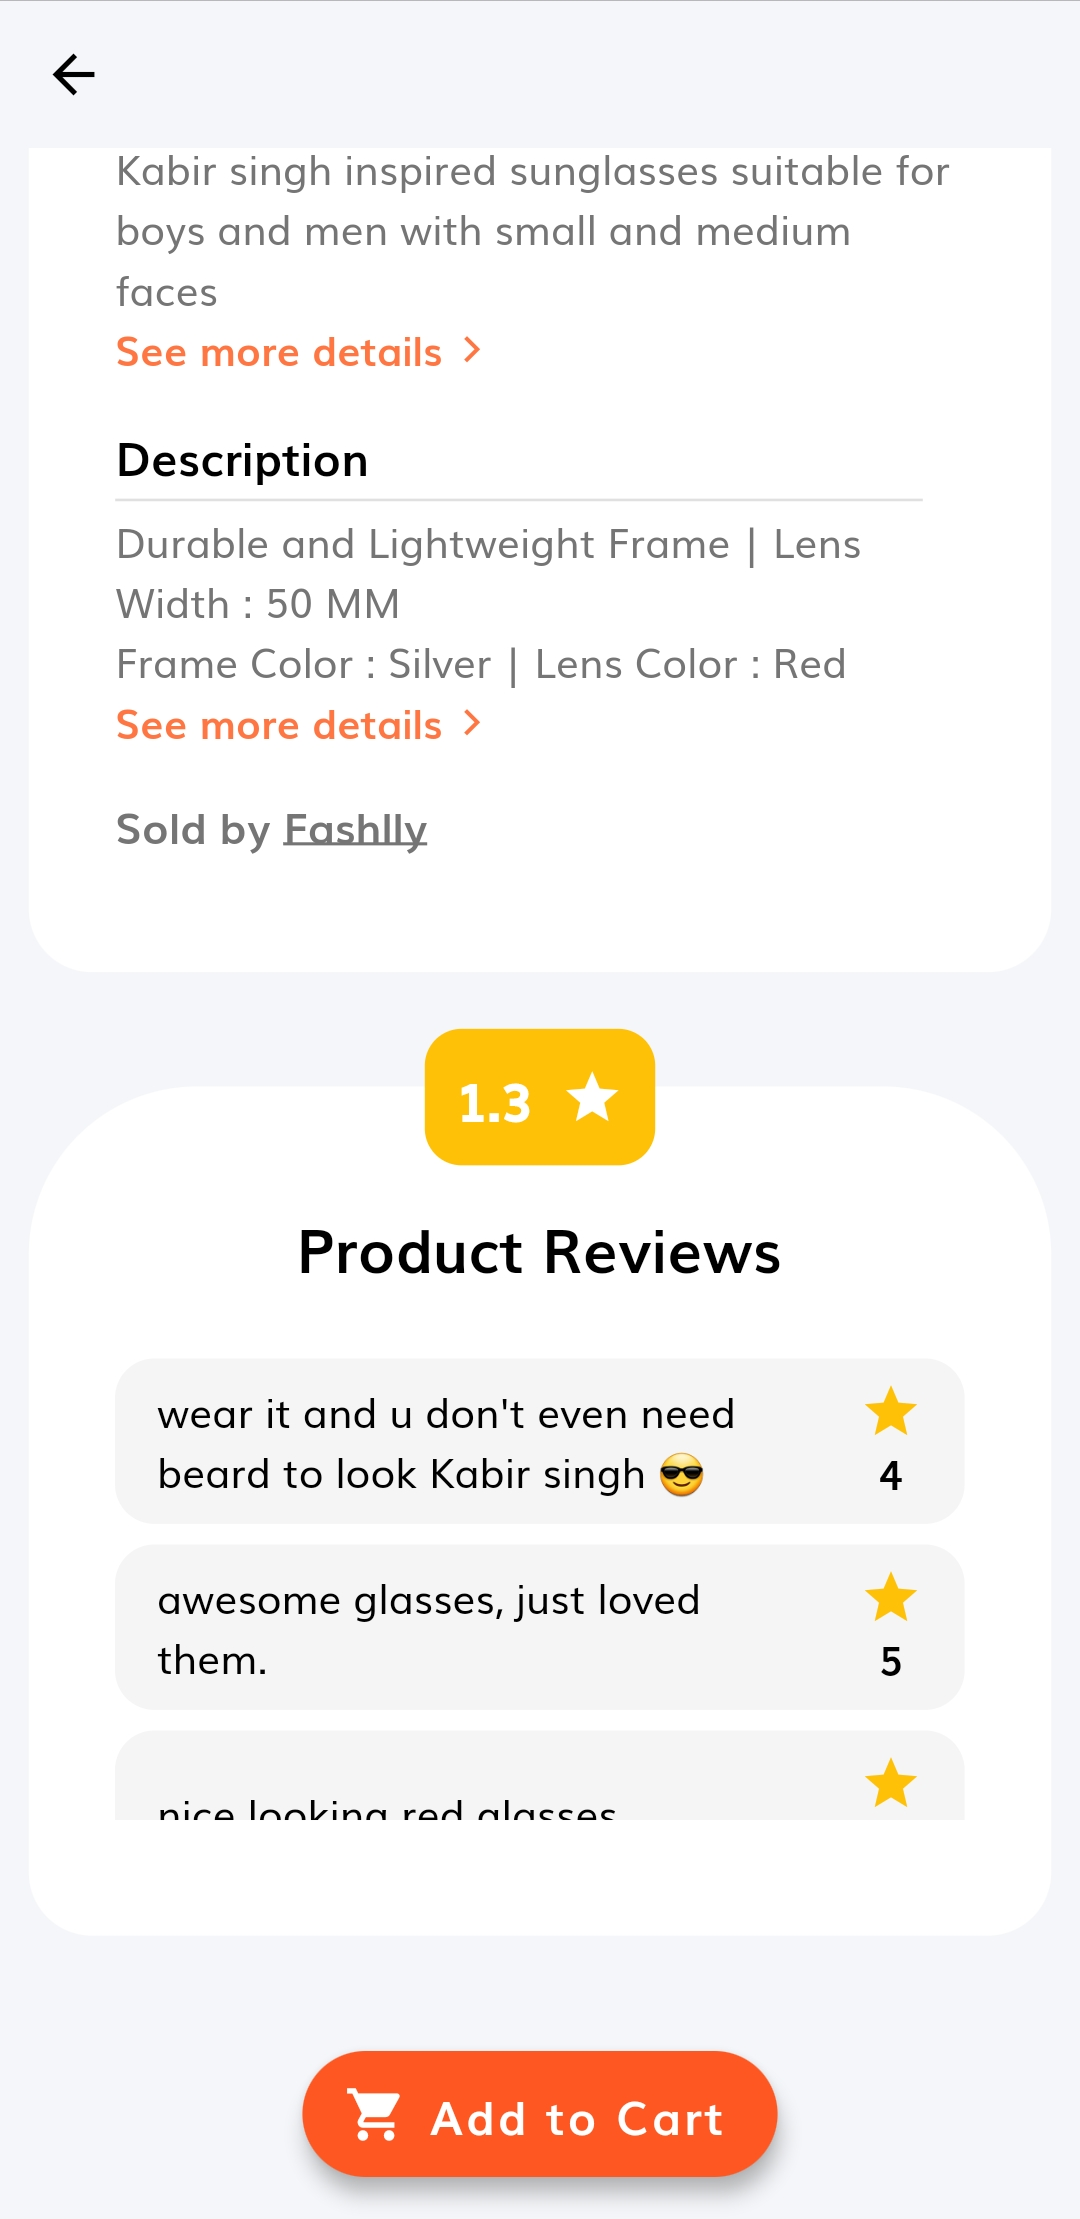 Kabir singh inspired sunglasses suitable for
boys and men with small and medium
faces
See more details
Description
Durable and Lightweight Frame | Lens
Width : 50 MM
Frame Color : Silver | Lens Color : Red
See more details
Sold by Fashlly
1.3
Product Reviews
wear it and u don't even need
beard to look Kabir singh 😎
4
awesome glasses, just loved
them.
5
nice looking red glasses
Add to Cart